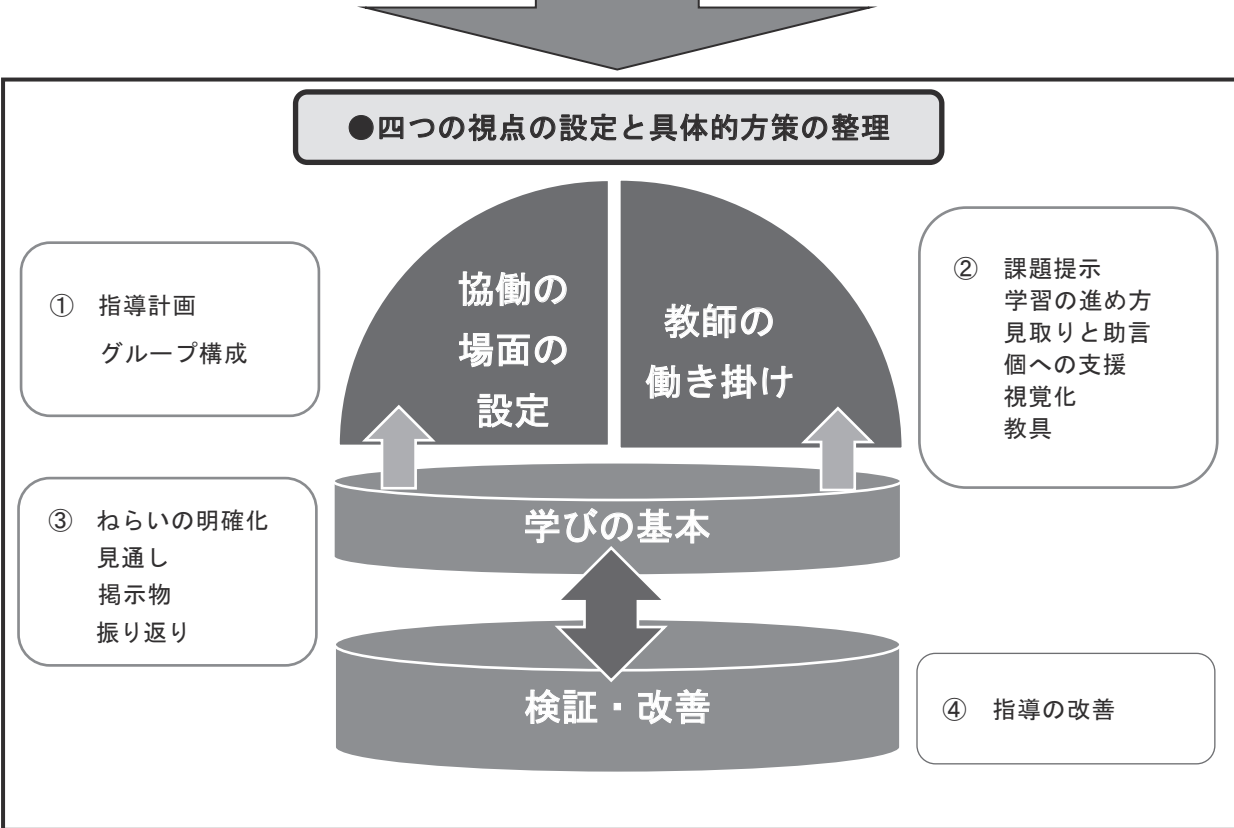 ●四つの視点の設定と具体的方策の整理
① 指導計画
グループ構成
協働の
場面の
設定
教師の
働き掛け
② 課題提示
学習の進め方
見取りと助言
個への支援
視覚化
教具
③ ねらいの明確化
見通し
掲示物
振り返り
学びの基本
検証・改善
④ 指導の改善